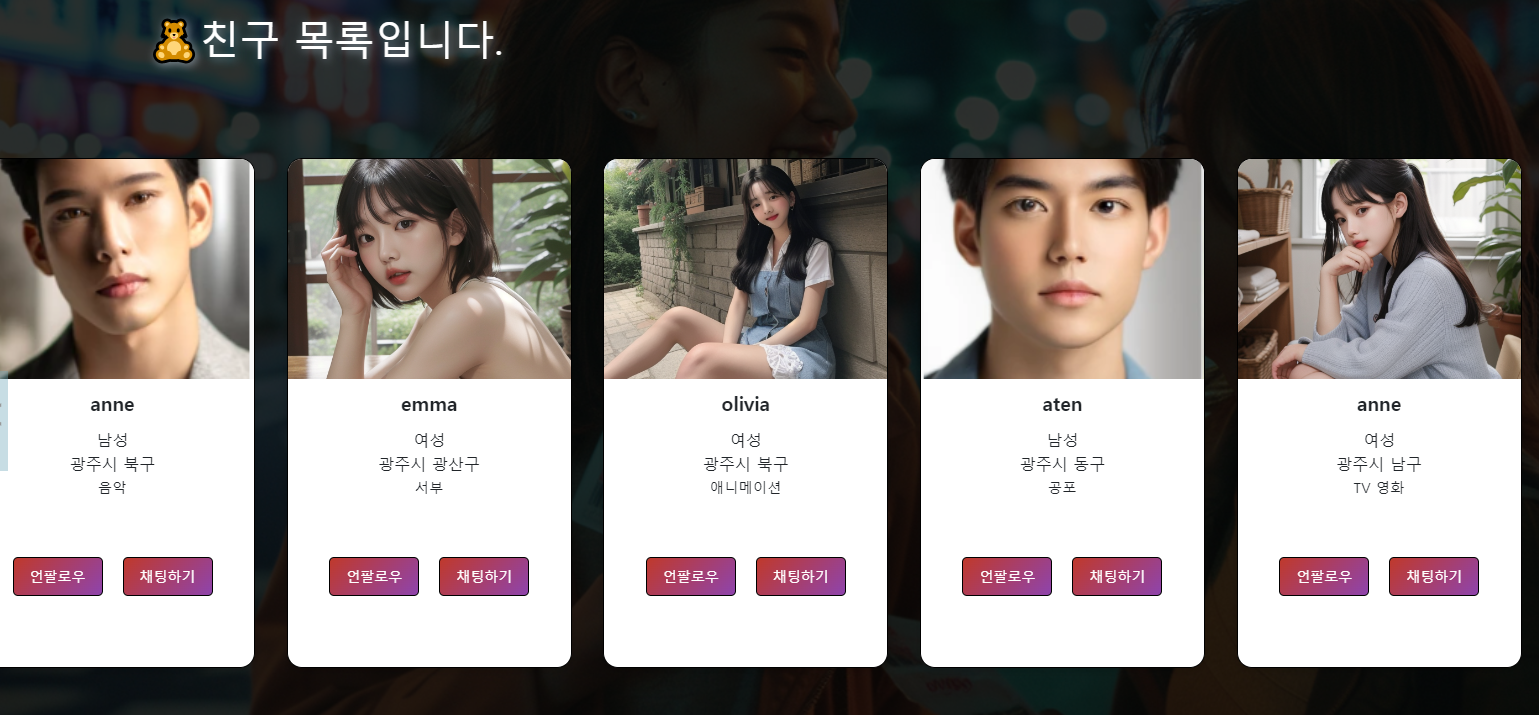 🧸친구 목록입니다.
anne
남성
광주시 북구
음악
언팔로우 채팅하기
emma
여성
광주시 광산구
서부
언팔로우 채팅하기
olivia
여성
광주시 북구
애니메이션
언팔로우 채팅하기
aten
남성
광주시 동구
공포
언팔로우 채팅하기
anne
여성
광주시 남구
TV 영화
언팔로우 채팅하기